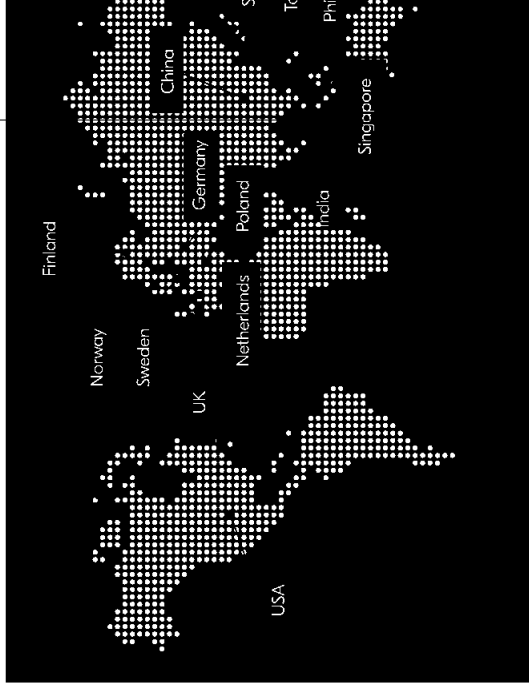 Finland
Norway
Sweden
UK
USA
Netherlands
Poland
Germany
China
India
Singapore